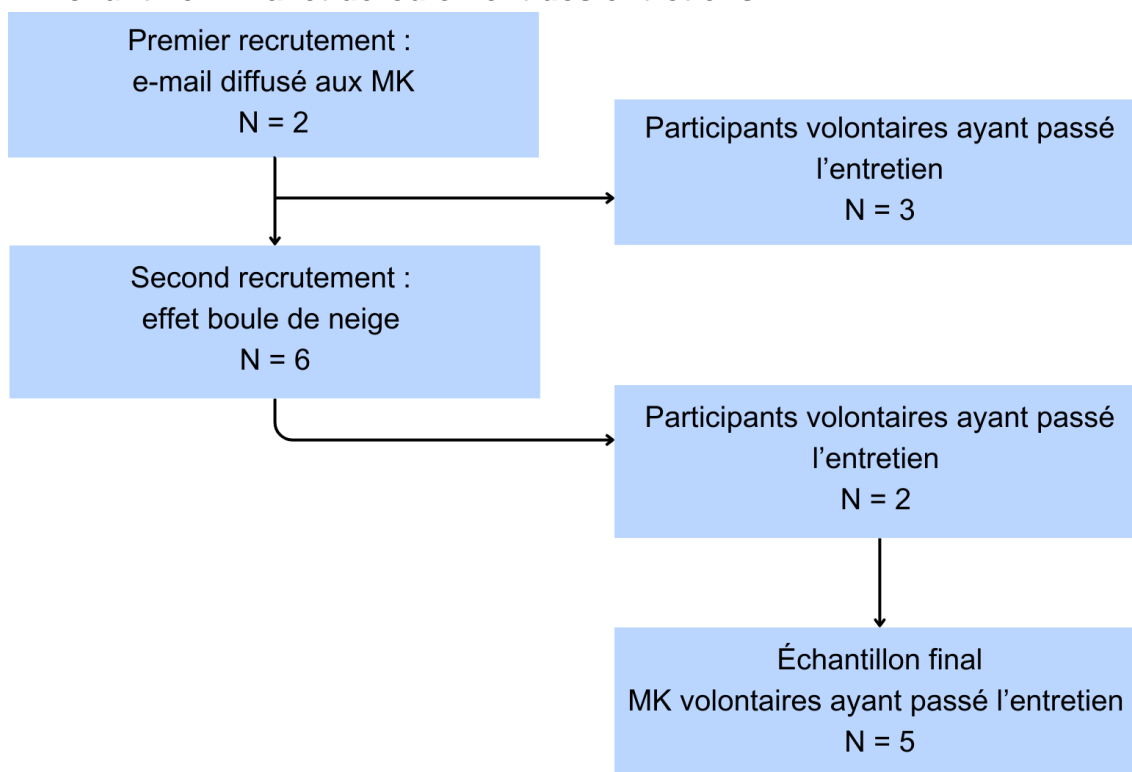 Premier recrutement :
e-mail diffusé aux MK
N = 2
Participants volontaires ayant passé
l'entretien
N = 3
Second recrutement :
effet boule de neige
N = 6
Participants volontaires ayant passé
l'entretien
N = 2
Échantillon final
MK volontaires ayant passé l'entretien
N = 5